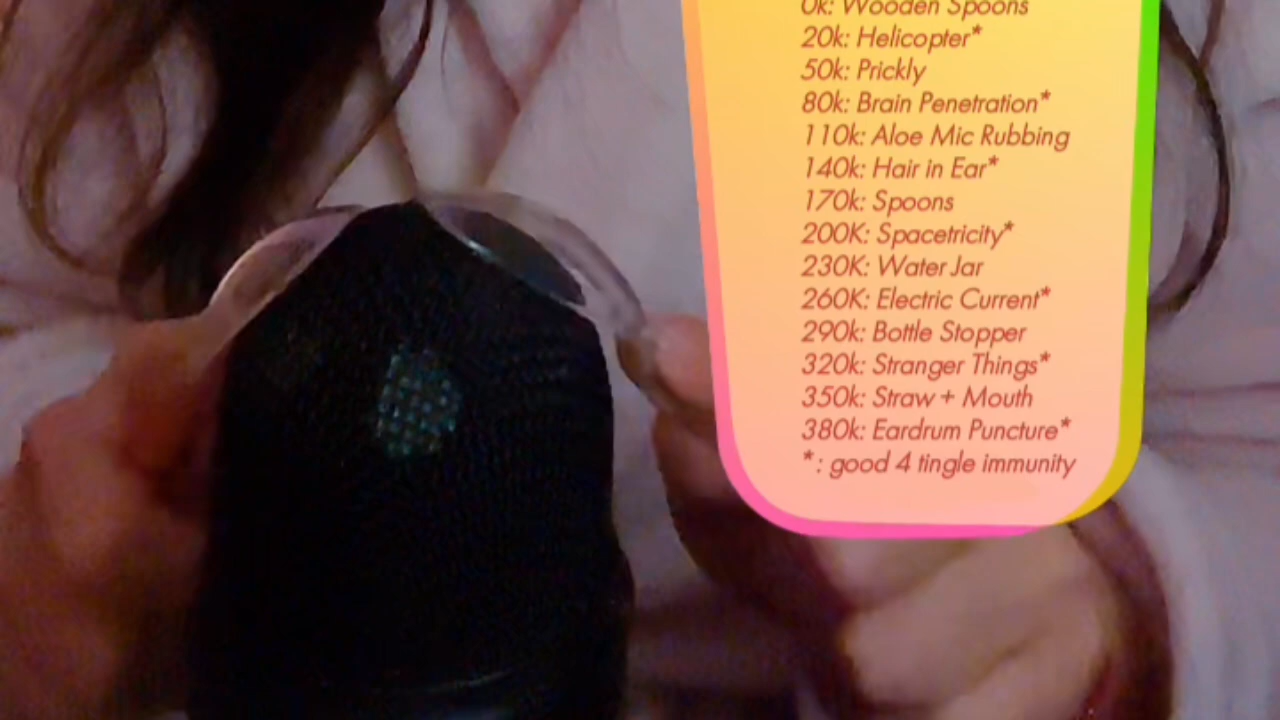 0k: Wooden Spoons
20k: Helicopter*
50k: Prickly
80k: Brain Penetration*
110k: Aloe Mic Rubbing
140k: Hair in Ear*
170k: Spoons
200K: Spacetricity*
230K: Water Jar
260K: Electric Current*
290k: Bottle Stopper
320k: Stranger Things*
350k: Straw + Mouth
380k: Eardrum Puncture*
*: good 4 tingle immunity